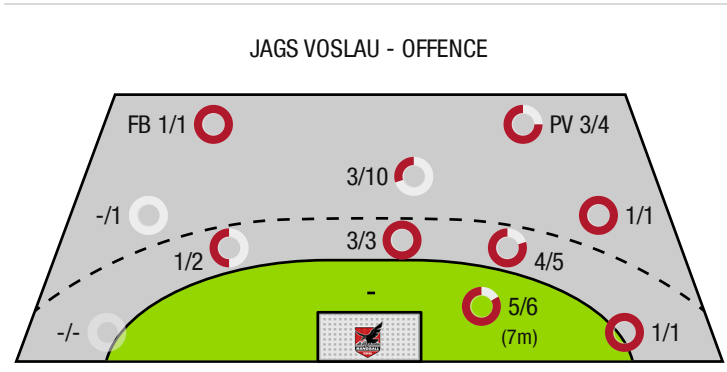 JAGS VOSLAU - OFFENCE
FB 1/1
PV 3/4
3/10
-/1
1/1
1/2
3/3
4/5
-
5/6
(7m)
-/-
1/1